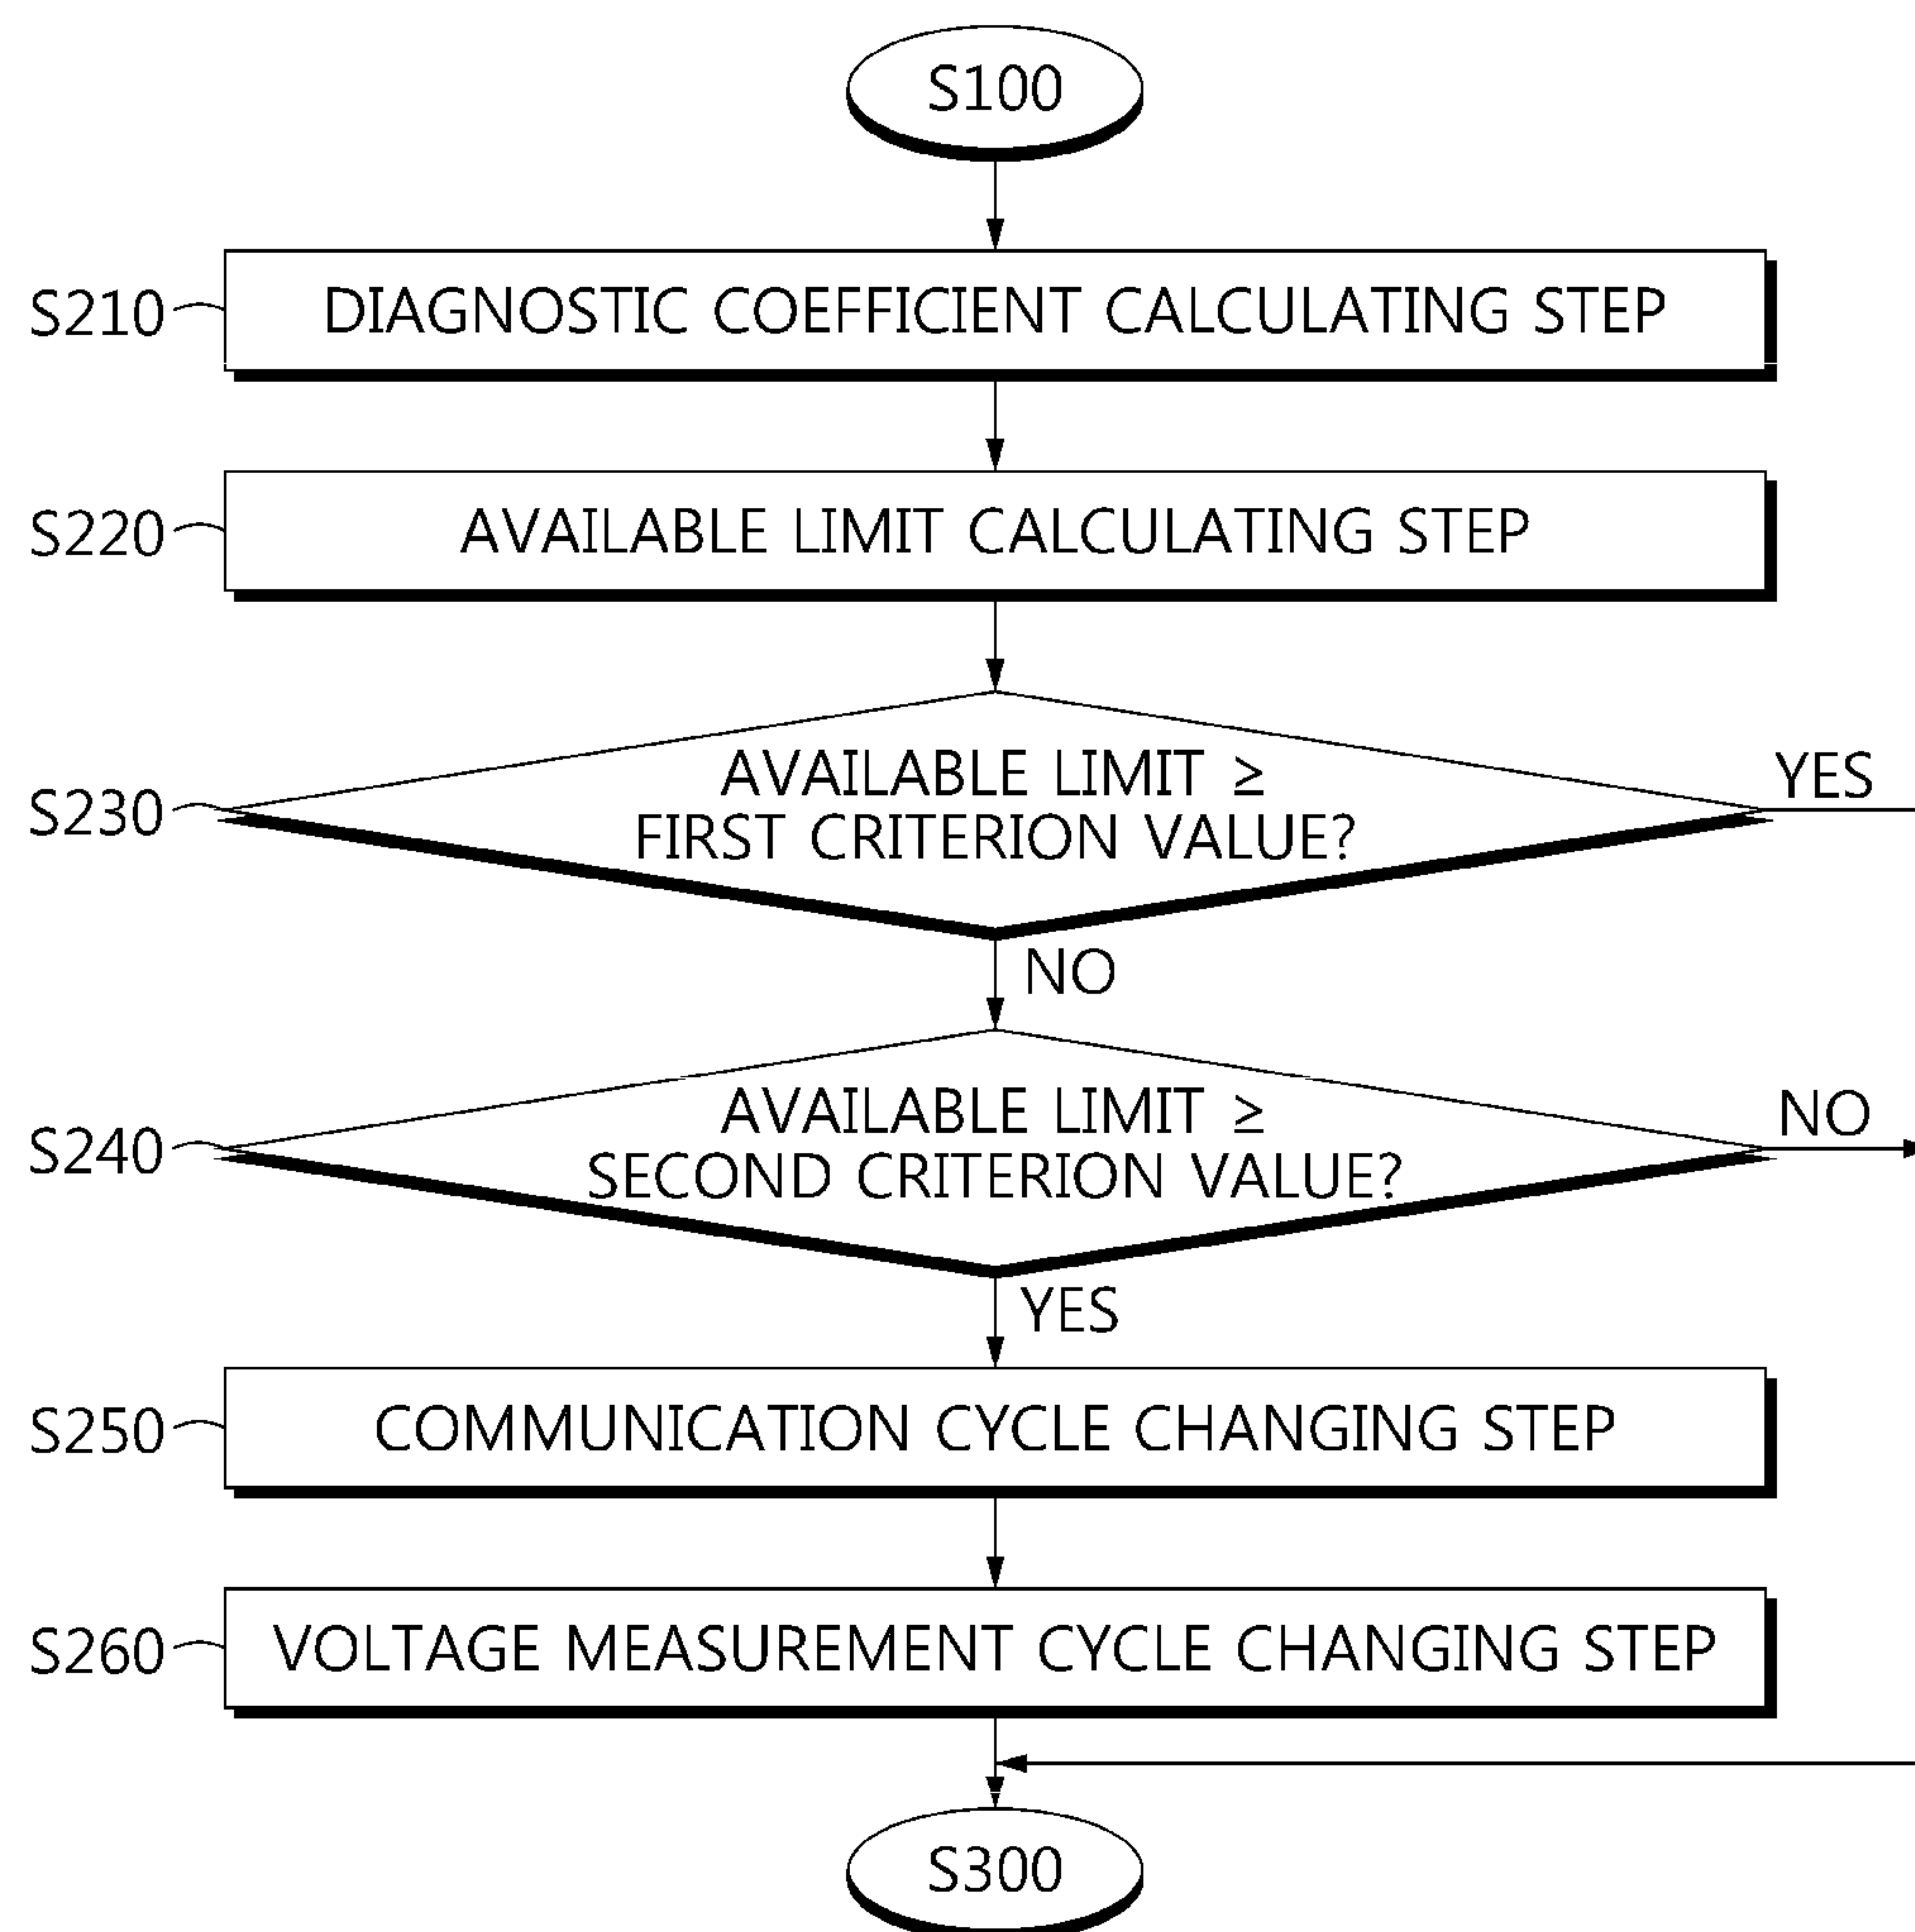 S100
S210 DIAGNOSTIC COEFFICIENT CALCULATING STEP
S220 AVAILABLE LIMIT CALCULATING STEP
S230 AVAILABLE LIMIT ≥
FIRST CRITERION VALUE?
YES
NO
S240 AVAILABLE LIMIT ≥
SECOND CRITERION VALUE?
NO
YES
S250 COMMUNICATION CYCLE CHANGING STEP
S260 VOLTAGE MEASUREMENT CYCLE CHANGING STEP
S300